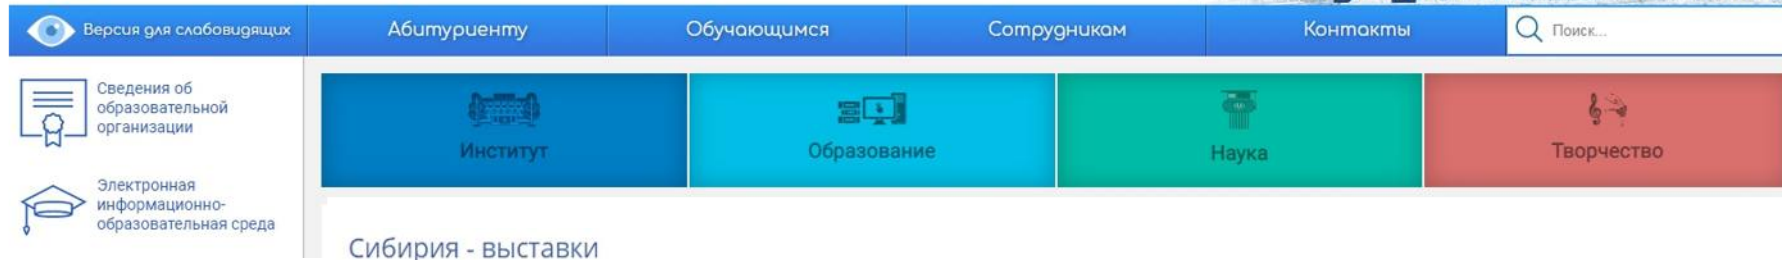 Версия для слабовидящих
Абитуриенту
Обучающимся
Сотрудникам
Контакты
Поиск...
Сведения об
образовательной
организации
Институт
Образование
Наука
Творчество
Электронная
информационно-
образовательная среда
Сибирия - выставки